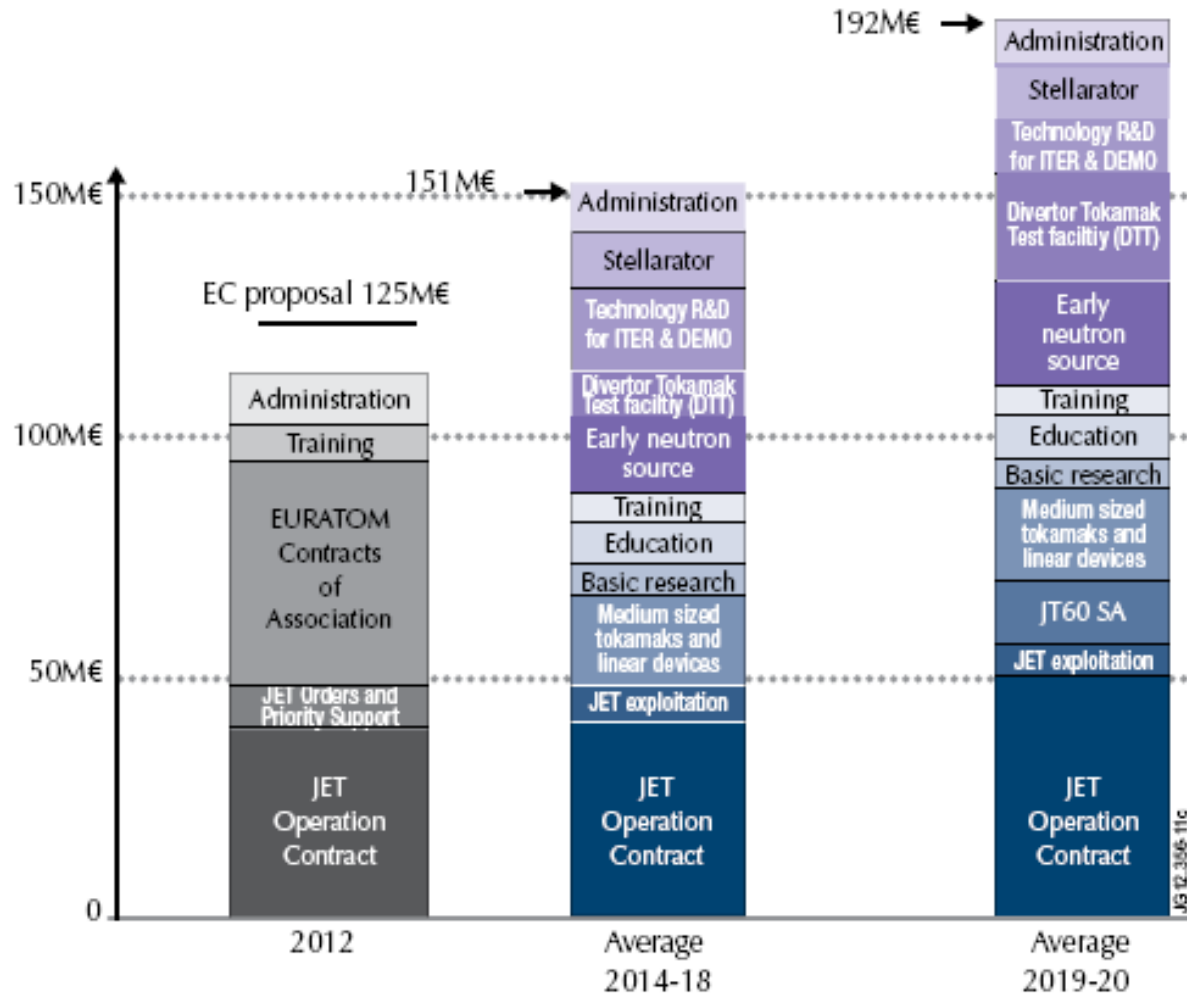 192M€
151M€
EC proposal 125M€
150M€
100M€
50M€
0
Administration
Training
EURATOM
Contracts
of
Association
JET Orders and
Priority Support
JET
Operation
Contract
2012
Administration
Stellarator
Technology R&D
for ITER & DEMO
Divertor Tokamak
Test faciltiy (DTT)
Early neutron
source
Training
Education
Basic research
Medium sized
tokamaks and
linear devices
JET exploitation
JET
Operation
Contract
Average
2014-18
Administration
Stellarator
Technology R&D
for ITER & DEMO
Divertor Tokamak
Test faciltiy (DTT)
Early
neutron
source
Training
Education
Basic research
Medium sized
tokamaks and
linear devices
JT60 SA
JET exploitation
JET
Operation
Contract
Average
2019-20
JG12.356-11c